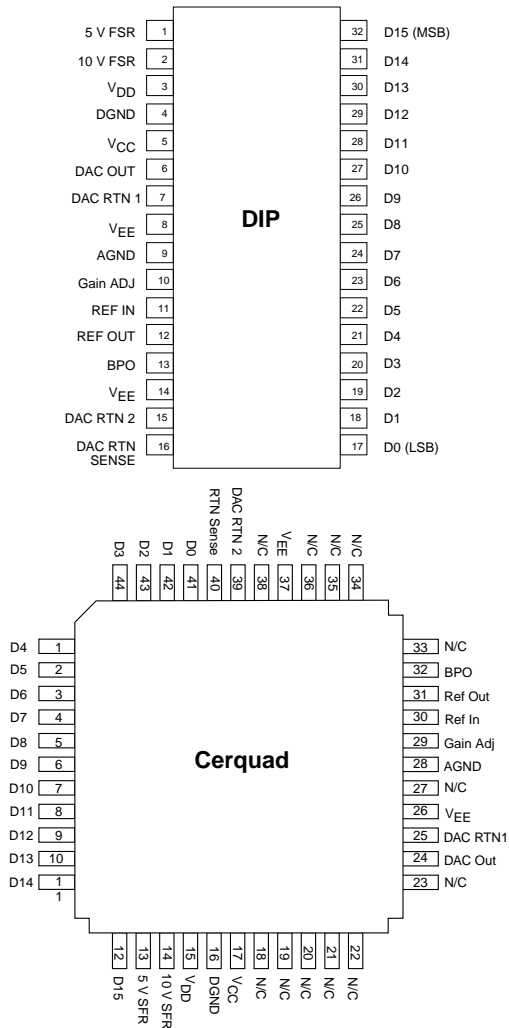 5 V FSR 1 32 D15 (MSB)
10 V FSR 2 31 D14
VDD 3 30 D13
DGND 4 29 D12
VCC 5 28 D11
DAC OUT 6 27 D10
DAC RTN 1 7 26 D9
VEE 8 25 D8
AGND 9 24 D7
Gain ADJ 10 23 D6
REF IN 11 22 D5
REF OUT 12 21 D4
BPO 13 20 D3
VEE 14 19 D2
DAC RTN 2 15 18 D1
DAC RTN
SENSE 16 17 D0 (LSB)
DIP
D3 D2 D1 D0 RTN Sense DAC RTN 2 N/C VEE N/C N/C N/C
44 43 42 41 40 39 38 37 36 35 34
D4 1 33 N/C
D5 2 32 BPO
D6 3 31 Ref Out
D7 4 30 Ref In
D8 5 29 Gain Adj
D9 6 28 AGND
D10 7 27 N/C
D11 8 26 VEE
D12 9 25 DAC RTN1
D13 10 24 DAC Out
D14 1 23 N/C
1
Cerquad
12 13 14 15 16 17 18 19 20 21 22
D15 5 V SFR 10 V SFR VDD DGND VCC N/C N/C N/C N/C N/C